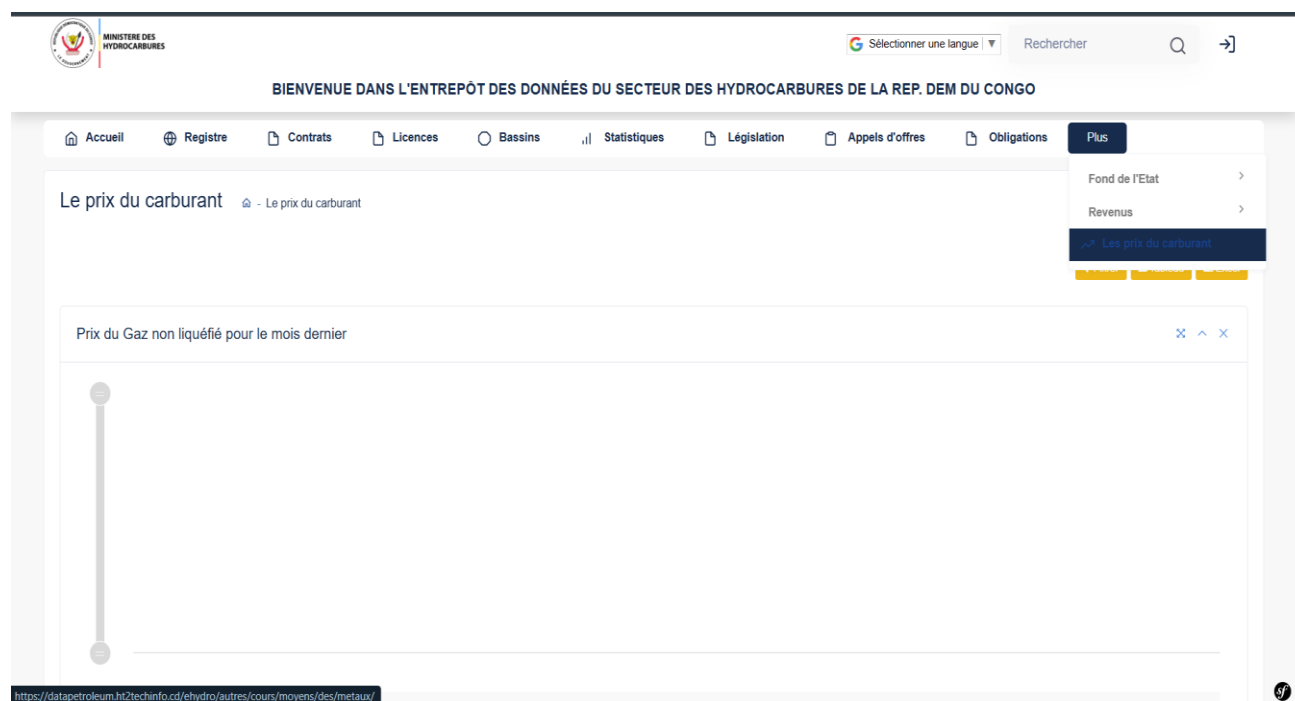 MINISTERE DES
HYDROCARBURES
Sélectionner une langue ▼
Rechercher
BIENVENUE DANS L'ENTREPÔT DES DONNÉES DU SECTEUR DES HYDROCARBURES DE LA REP. DEM DU CONGO
Accueil Registre Contrats Licences Bassins Statistiques Législation Appels d'offres Obligations Plus
Fond de l'Etat
Revenus
Les prix du carburant
Le prix du carburant - Le prix du carburant
Prix du Gaz non liquéfié pour le mois dernier
https://datapetroleum.ht2techinfo.cd/ehydro/autres/cours/moyens/des/metaux/
sf